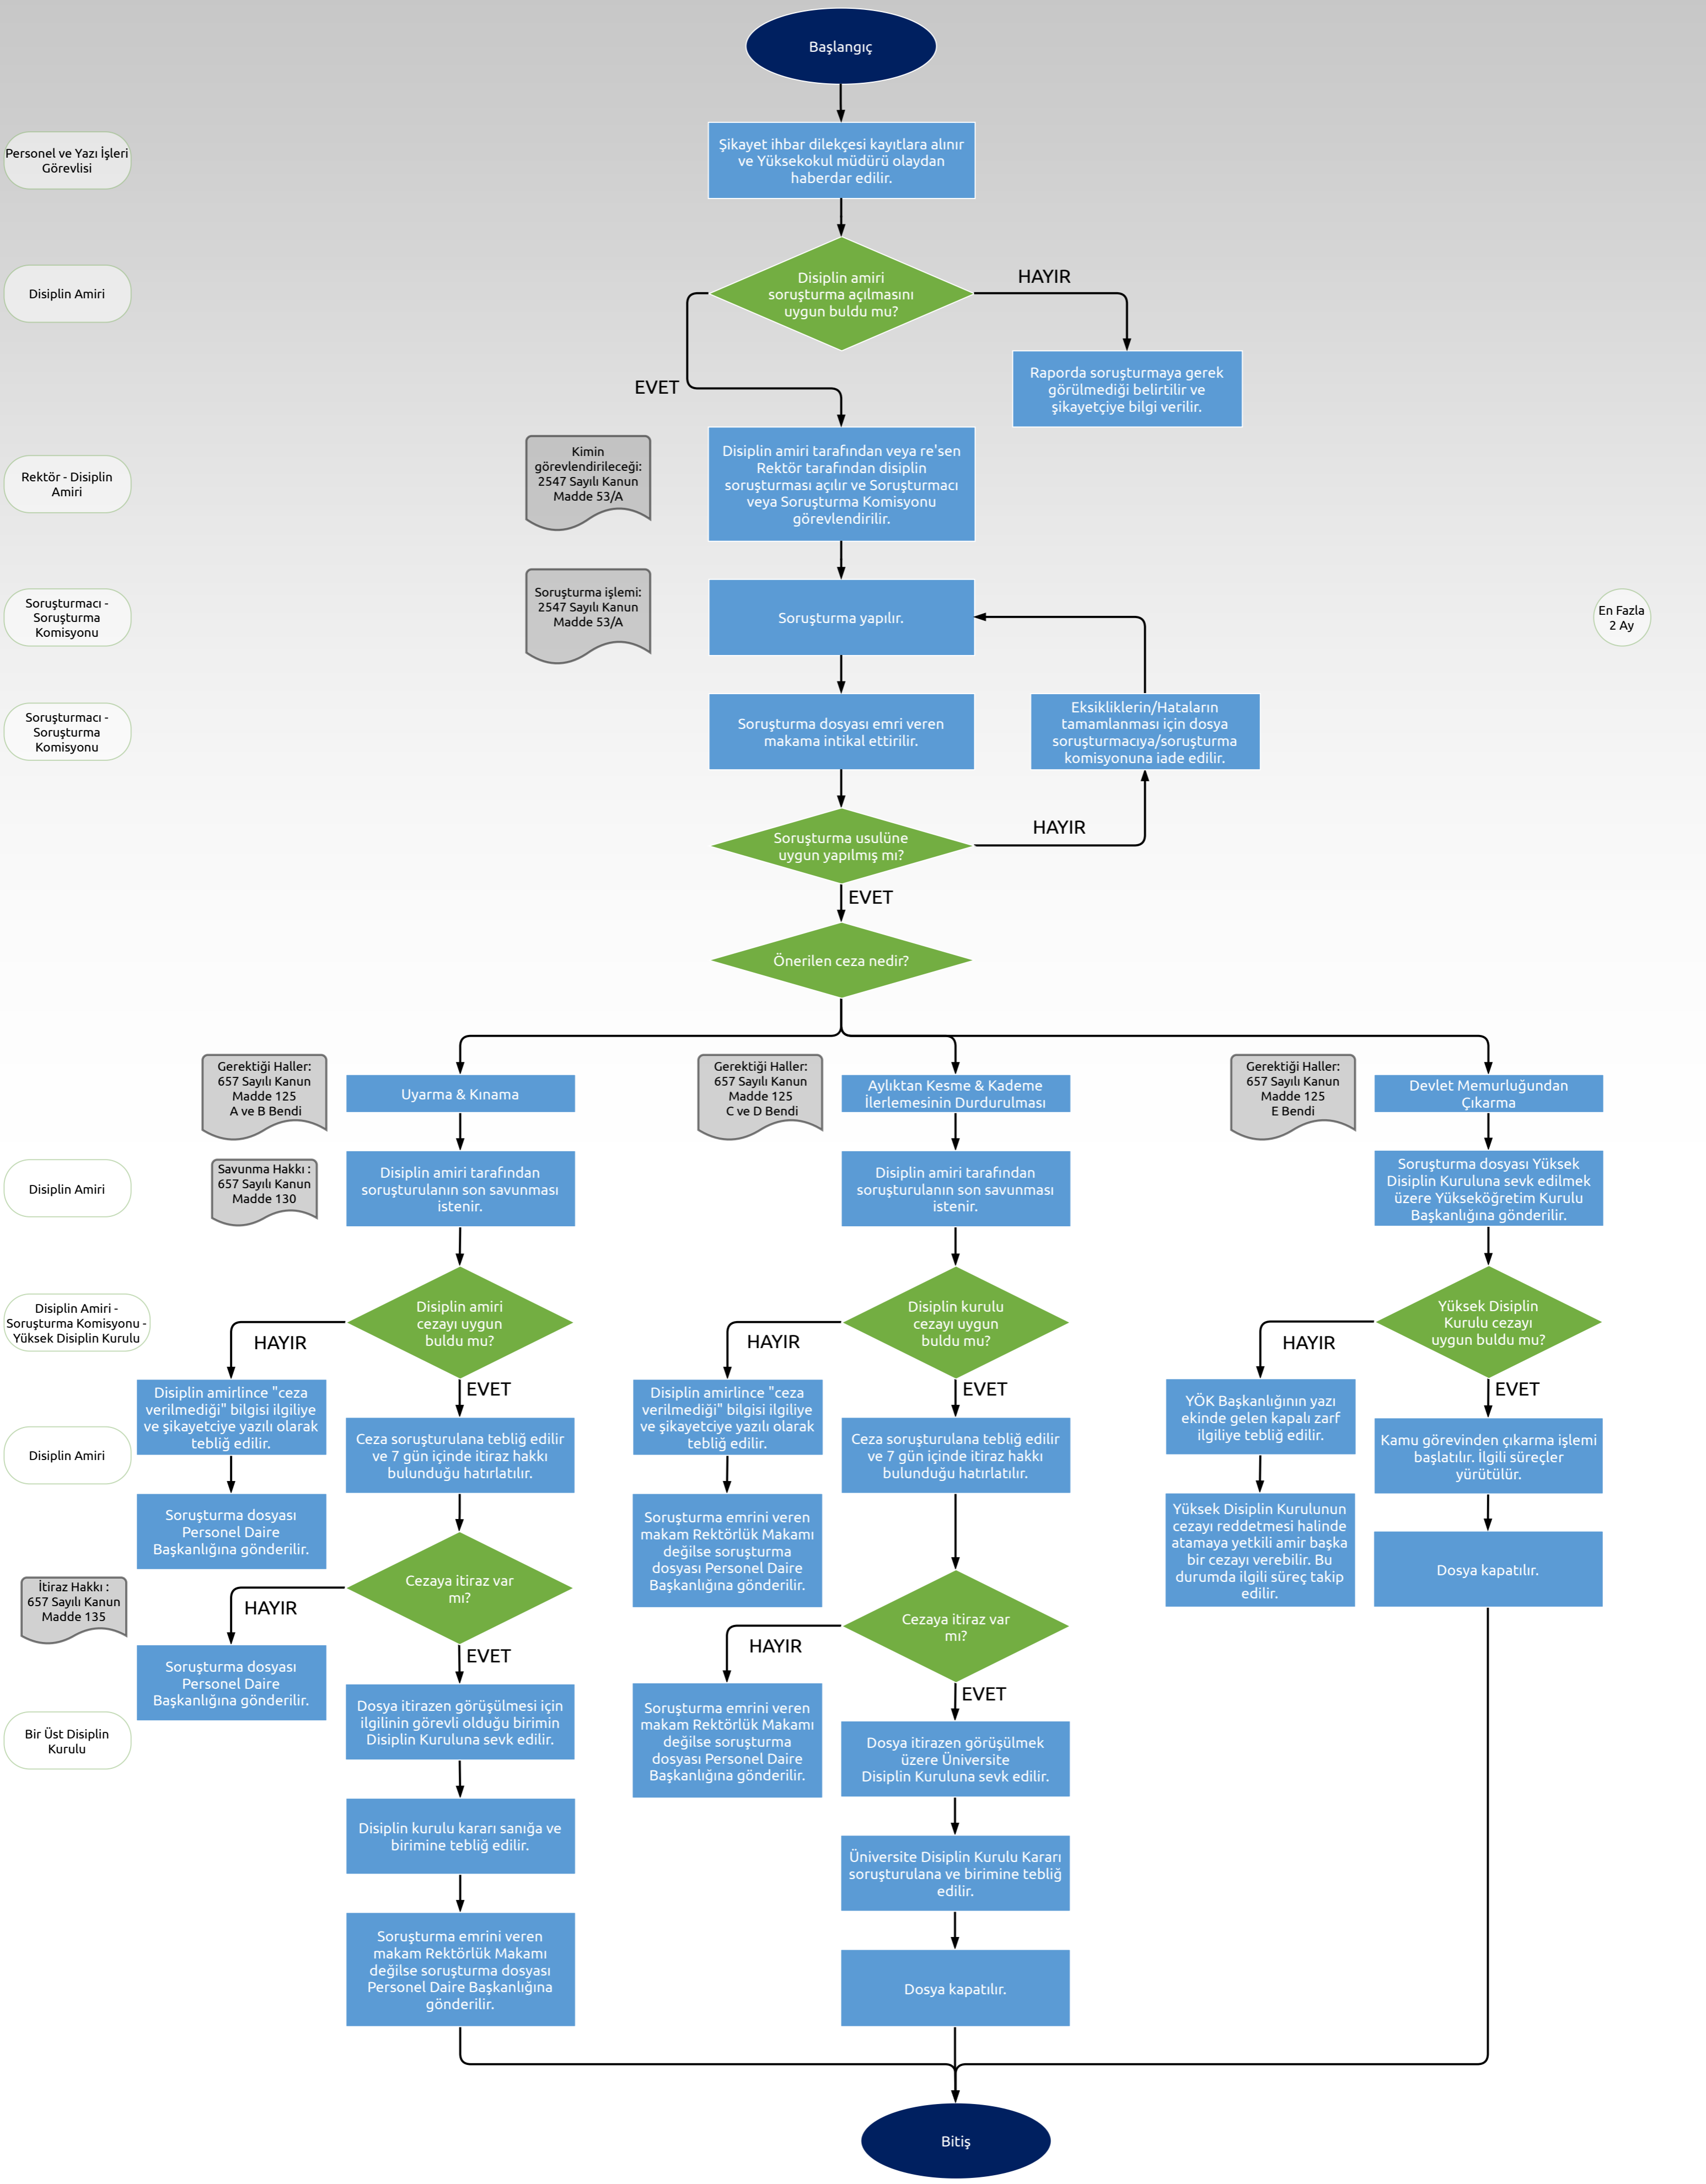 Başlangıç
Personel ve Yazı İşleri
Görevlisi
Şikayet ihbar dilekçesi kayıtlara alınır
ve Yüksekokul müdürü olaydan
haberdar edilir.
Disiplin Amiri
Disiplin amiri
soruşturma açılmasını
uygun buldu mu?
HAYIR
Raporda soruşturmaya gerek
görülmediği belirtilir ve
şikayetçiye bilgi verilir.
EVET
Rektör - Disiplin
Amiri
Kimin
görevlendirileceği:
2547 Sayılı Kanun
Madde 53/A
Disiplin amiri tarafından veya re'sen
Rektör tarafından disiplin
soruşturması açılır ve Soruşturmacı
veya Soruşturma Komisyonu
görevlendirilir.
Soruşturmacı -
Soruşturma
Komisyonu
Soruşturma işlemi:
2547 Sayılı Kanun
Madde 53/A
Soruşturma yapılır.
En Fazla
2 Ay
Soruşturmacı -
Soruşturma
Komisyonu
Soruşturma dosyası emri veren
makama intikal ettirilir.
Eksikliklerin/Hataların
tamamlanması için dosya
soruşturmacıya/soruşturma
komisyonuna iade edilir.
Soruşturma usulüne
uygun yapılmış mı?
HAYIR
EVET
Önerilen ceza nedir?
Gerektiği Haller:
657 Sayılı Kanun
Madde 125
A ve B Bendi
Uyarma & Kınama
Gerektiği Haller:
657 Sayılı Kanun
Madde 125
C ve D Bendi
Aylıktan Kesme & Kademe
İlerlemesinin Durdurulması
Gerektiği Haller:
657 Sayılı Kanun
Madde 125
E Bendi
Devlet Memurluğundan
Çıkarma
Disiplin Amiri
Savunma Hakkı :
657 Sayılı Kanun
Madde 130
Disiplin amiri tarafından
soruşturulanın son savunması
istenir.
Disiplin amiri tarafından
soruşturulanın son savunması
istenir.
Soruşturma dosyası Yüksek
Disiplin Kuruluna sevk edilmek
üzere Yükseköğretim Kurulu
Başkanlığına gönderilir.
Disiplin Amiri -
Soruşturma Komisyonu -
Yüksek Disiplin Kurulu
Disiplin amiri
cezayı uygun
buldu mu?
HAYIR
EVET
Disiplin kurulu
cezayı uygun
buldu mu?
HAYIR
EVET
Yüksek Disiplin
Kurulu cezayı
uygun buldu mu?
HAYIR
EVET
Disiplin Amiri
Disiplin amirlince "ceza
verilmediği" bilgisi ilgiliye
ve şikayetciye yazılı olarak
tebliğ edilir.
Ceza soruşturulana tebliğ edilir
ve 7 gün içinde itiraz hakkı
bulunduğu hatırlatılır.
Disiplin amirlince "ceza
verilmediği" bilgisi ilgiliye
ve şikayetciye yazılı olarak
tebliğ edilir.
Ceza soruşturulana tebliğ edilir
ve 7 gün içinde itiraz hakkı
bulunduğu hatırlatılır.
YÖK Başkanlığının yazı
ekinde gelen kapalı zarf
ilgiliye tebliğ edilir.
Kamu görevinden çıkarma işlemi
başlatılır. İlgili süreçler
yürütülür.
Soruşturma dosyası
Personel Daire
Başkanlığına gönderilir.
Soruşturma emrini veren
makam Rektörlük Makamı
değilse soruşturma
dosyası Personel Daire
Başkanlığına gönderilir.
Yüksek Disiplin Kurulunun
cezayı reddetmesi halinde
atamaya yetkili amir başka
bir cezayı verebilir. Bu
durumda ilgili süreç takip
edilir.
Dosya kapatılır.
İtiraz Hakkı :
657 Sayılı Kanun
Madde 135
Cezaya itiraz var
mı?
HAYIR
EVET
Cezaya itiraz var
mı?
HAYIR
EVET
Soruşturma dosyası
Personel Daire
Başkanlığına gönderilir.
Bir Üst Disiplin
Kurulu
Dosya itirazen görüşülmesi için
ilgilinin görevli olduğu birimin
Disiplin Kuruluna sevk edilir.
Soruşturma emrini veren
makam Rektörlük Makamı
değilse soruşturma
dosyası Personel Daire
Başkanlığına gönderilir.
Dosya itirazen görüşülmek
üzere Üniversite
Disiplin Kuruluna sevk edilir.
Disiplin kurulu kararı sanığa ve
birimine tebliğ edilir.
Üniversite Disiplin Kurulu Kararı
soruşturulana ve birimine tebliğ
edilir.
Soruşturma emrini veren
makam Rektörlük Makamı
değilse soruşturma dosyası
Personel Daire Başkanlığına
gönderilir.
Dosya kapatılır.
Bitiş